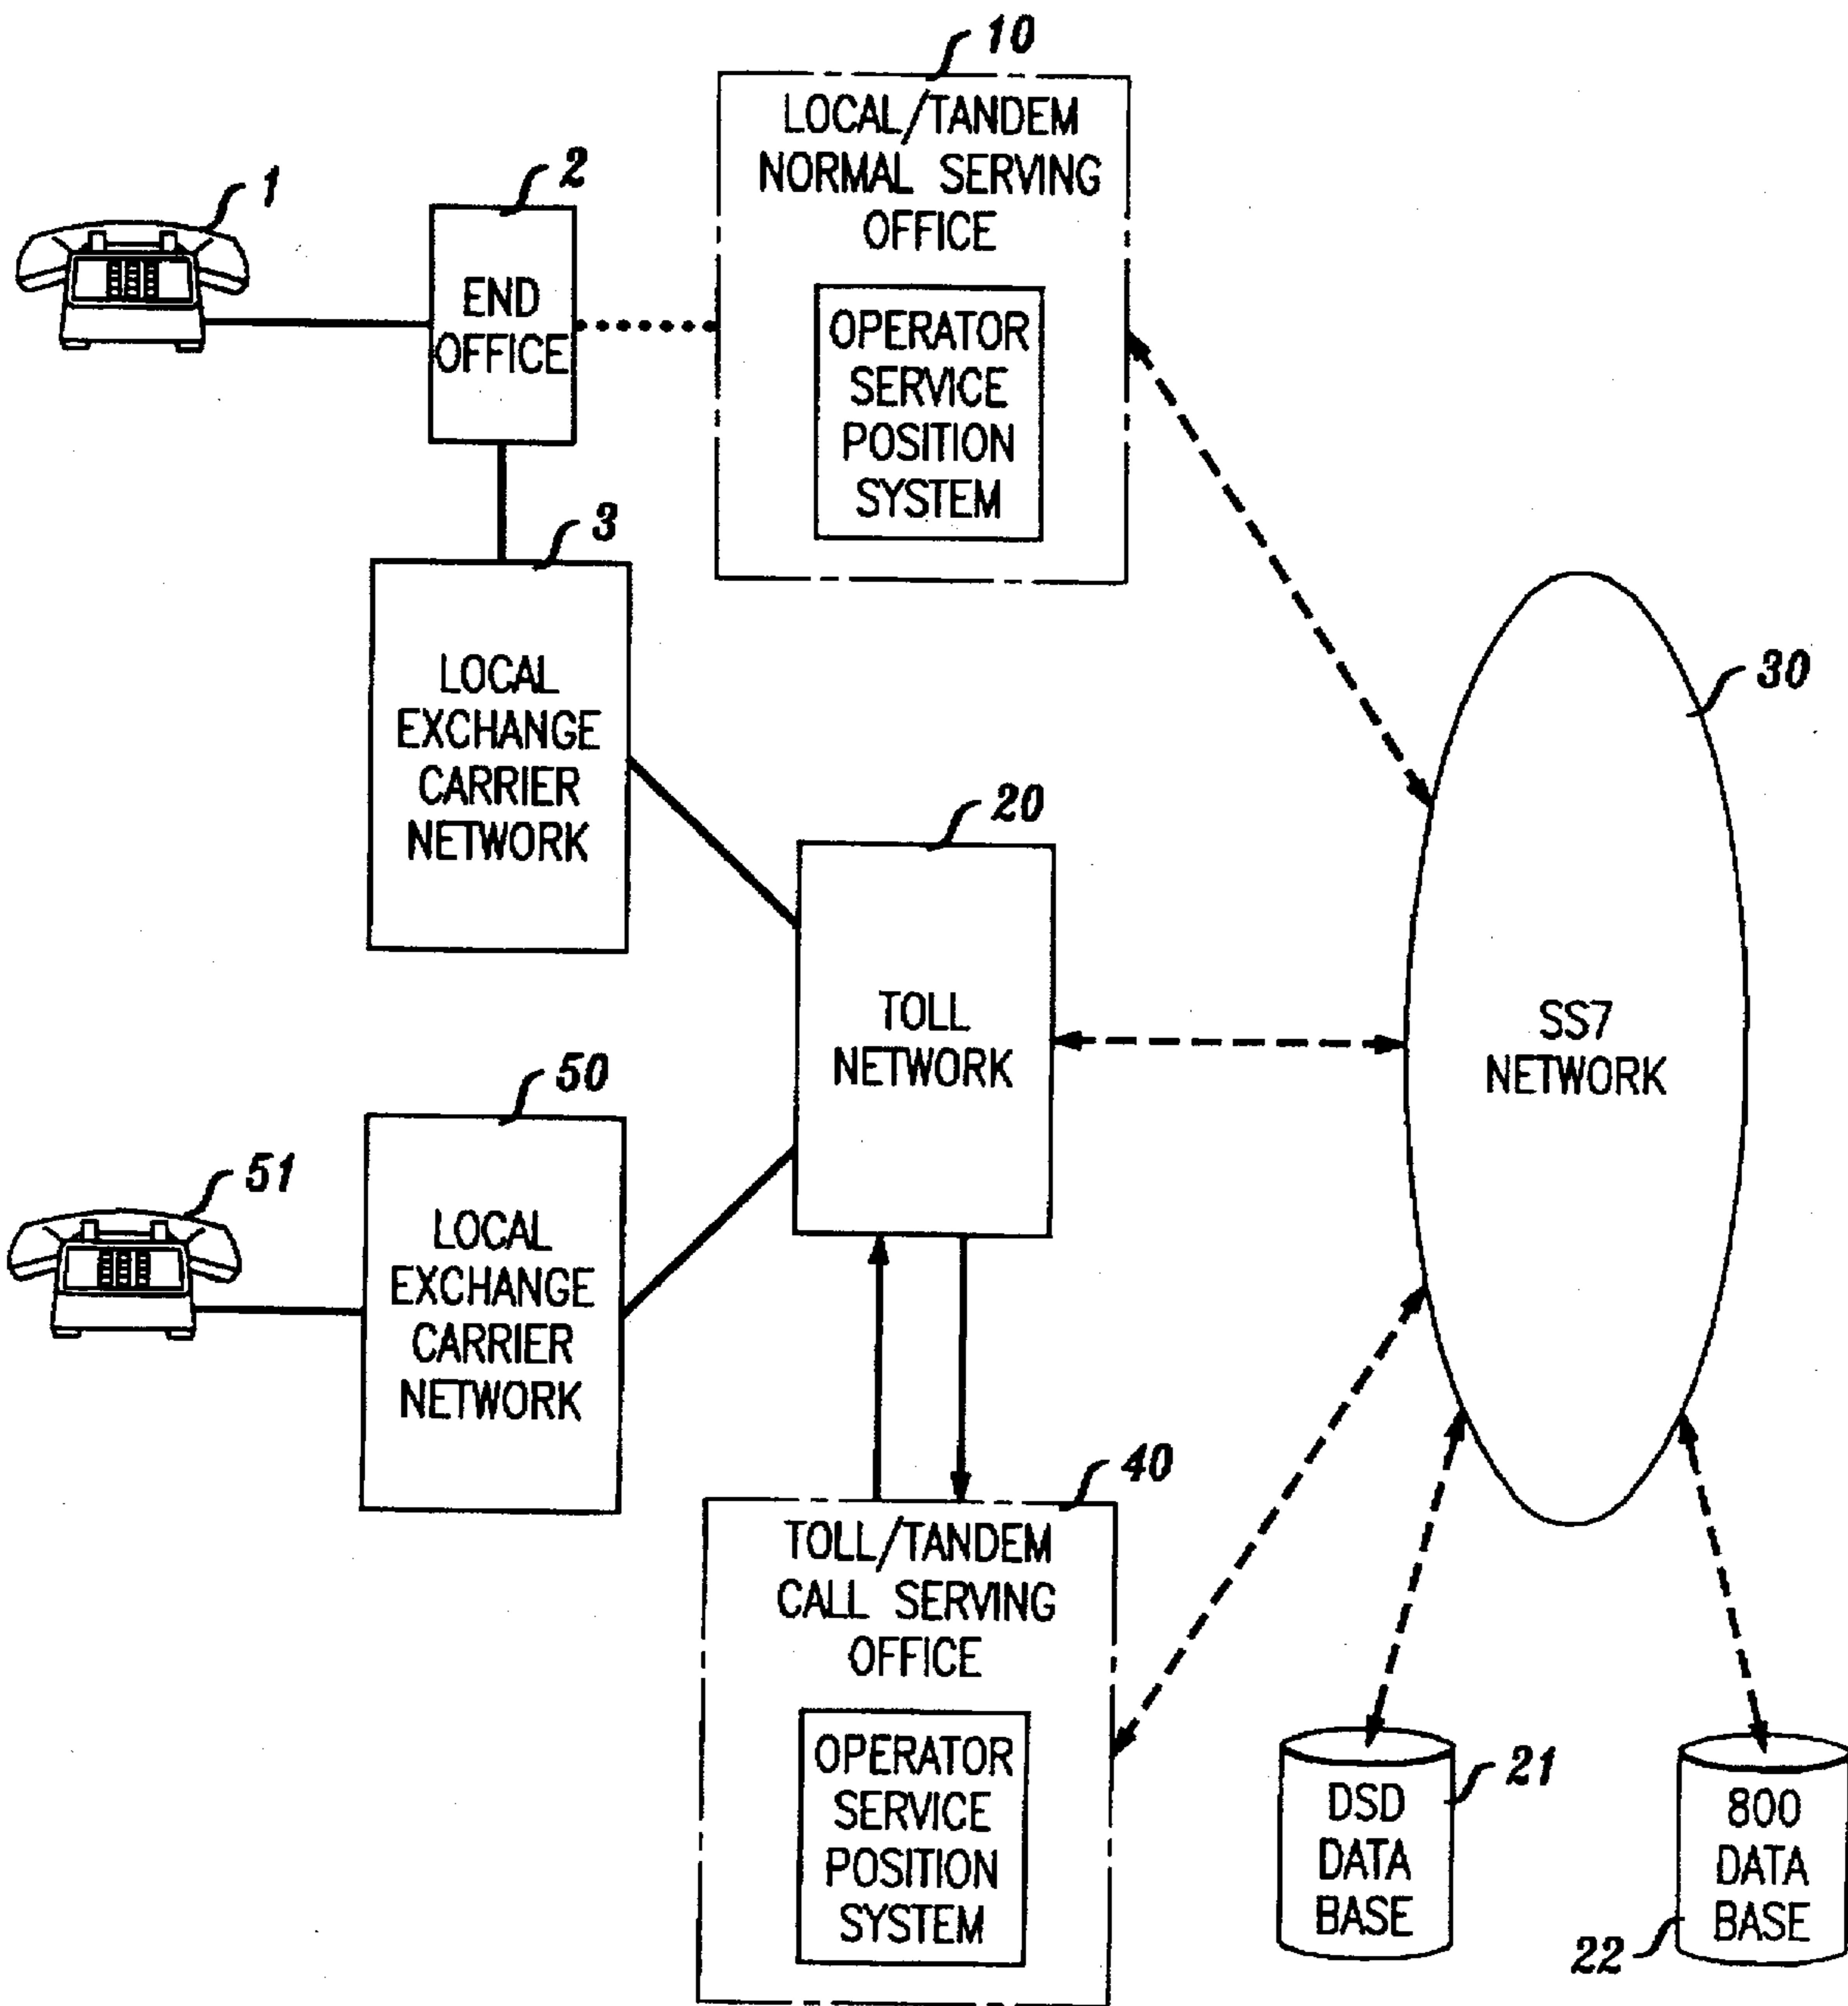 10
LOCAL/TANDEM
NORMAL SERVING
OFFICE
OPERATOR
SERVICE
POSITION
SYSTEM
1
2
END
OFFICE
3
LOCAL
EXCHANGE
CARRIER
NETWORK
20
TOLL
NETWORK
30
SS7
NETWORK
50
LOCAL
EXCHANGE
CARRIER
NETWORK
51
40
TOLL/TANDEM
CALL SERVING
OFFICE
OPERATOR
SERVICE
POSITION
SYSTEM
21
DSD
DATA
BASE
22
800
DATA
BASE